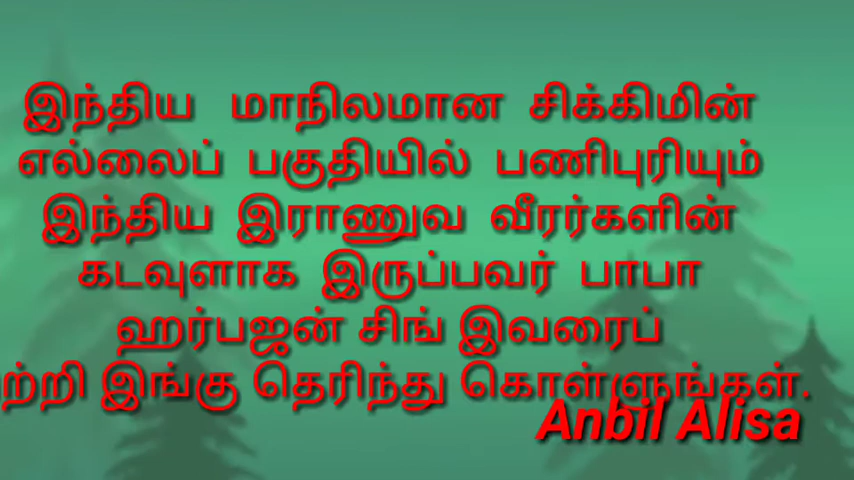 இந்திய மாநிலமான சிக்கிமின்
எல்லைப் பகுதியில் பணிபுரியும்
இந்திய இராணுவ வீரர்களின்
கடவுளாக இருப்பவர் பாபா
ஹர்பஜன் சிங் இவரைப்
ற்றி இங்கு தெரிந்து கொள்ளுங்கள்.
Anbil Alisa